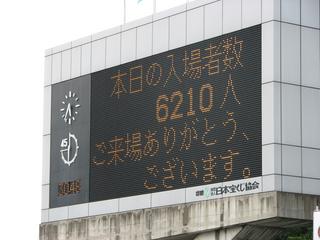 本日の入場者数
6210人
ご来場ありがとう、
ございます。
日本宝くじ協会